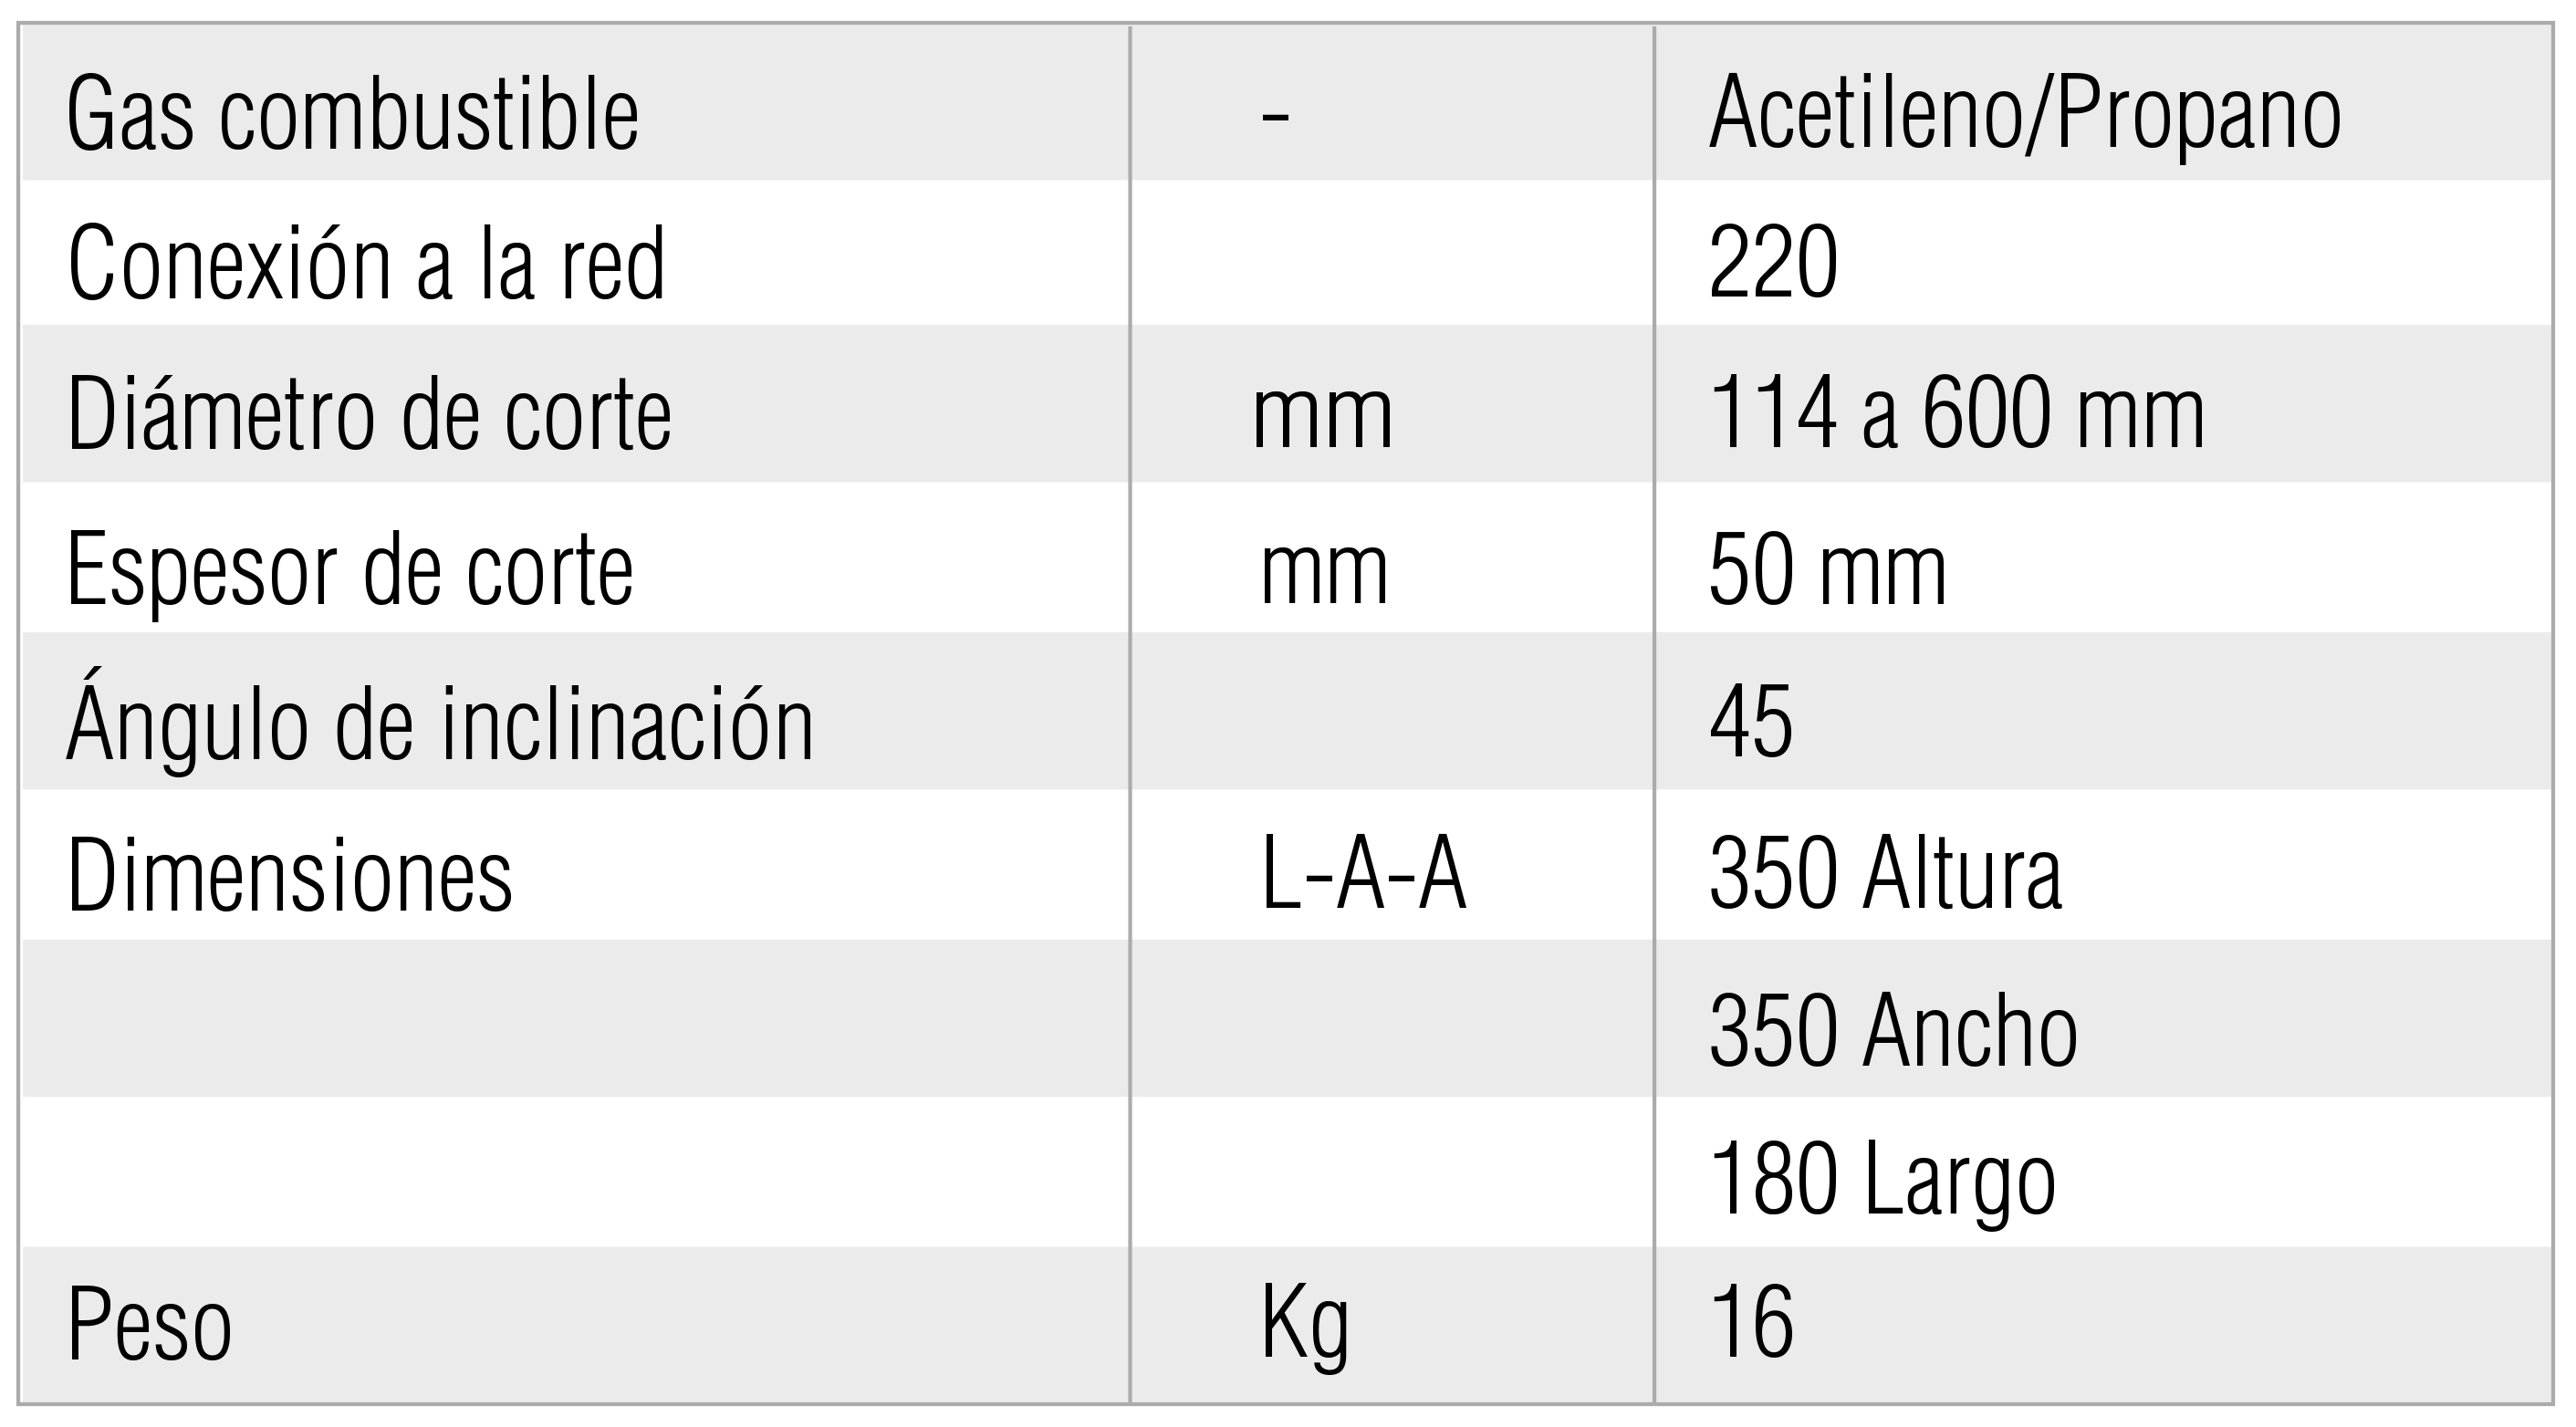 Gas combustible - Acetileno/Propano
Conexión a la red 220
Diámetro de corte mm 114 a 600 mm
Espesor de corte mm 50 mm
Ángulo de inclinación 45
Dimensiones L-A-A 350 Altura
350 Ancho
180 Largo
Peso Kg 16